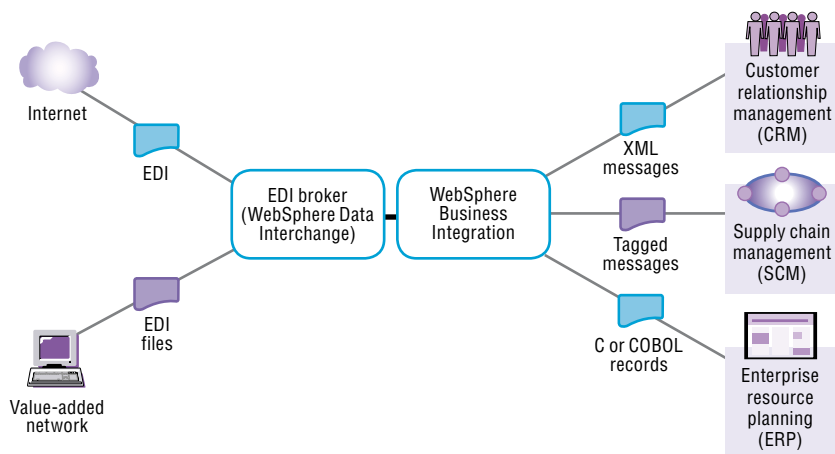 Internet
EDI
EDI broker
(WebSphere Data
Interchange)
WebSphere
Business
Integration
EDI
files
Value-added
network
XML
messages
Tagged
messages
C or COBOL
records
Customer
relationship
management
(CRM)
Supply chain
management
(SCM)
Enterprise
resource
planning
(ERP)